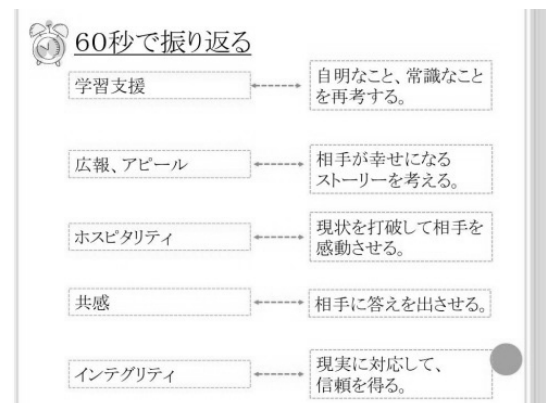 60秒で振り返る
学習支援
自明なこと、常識なこと
を再考する。
広報、アピール
相手が幸せになる
ストーリーを考える。
ホスピタリティ
現状を打破して相手を
感動させる。
共感
相手に答えを出させる。
インテグリティ
現実に対応して、
信頼を得る。